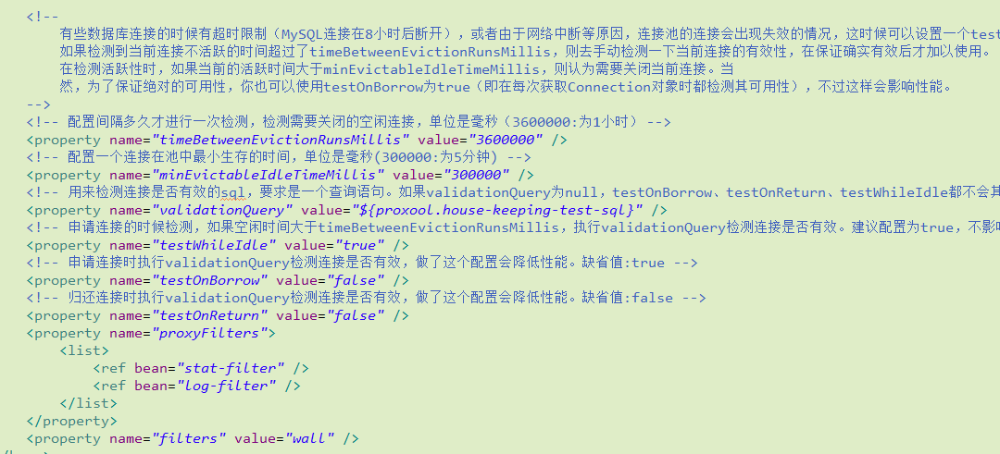 <!--
有些数据库连接的时候有超时限制（MySQL连接在8小时后断开），或者由于网络中断等原因，连接池的连接会出现失效的情况，这时候可以设置一个test
如果检测到当前连接不活跃的时间超过了timeBetweenEvictionRunsMillis，则去手动检测一下当前连接的有效性，在保证确实有效后才加以使用。
在检测活跃性时，如果当前的活跃时间大于minEvictableIdleTimeMillis，则认为需要关闭当前连接。当
然，为了保证绝对的可用性，你也可以使用testOnBorrow为true（即在每次获取Connection对象时都检测其可用性），不过这样会影响性能。
-->
<!-- 配置间隔多久才进行一次检测，检测需要关闭的空闲连接，单位是毫秒（3600000:为1小时） -->
<property name="timeBetweenEvictionRunsMillis" value="3600000" />
<!-- 配置一个连接在池中最小生存的时间，单位是毫秒(300000:为5分钟) -->
<property name="minEvictableIdleTimeMillis" value="300000" />
<!-- 用来检测连接是否有效的sql，要求是一个查询语句。如果validationQuery为null，testOnBorrow、testOnReturn、testWhileIdle都不会其
<property name="validationQuery" value="${proxool.house-keeping-test-sql}" />
<!-- 申请连接的时候检测，如果空闲时间大于timeBetweenEvictionRunsMillis，执行validationQuery检测连接是否有效。建议配置为true，不影响
<property name="testWhileIdle" value="true" />
<!-- 申请连接时执行validationQuery检测连接是否有效，做了这个配置会降低性能。缺省值:true -->
<property name="testOnBorrow" value="false" />
<!-- 归还连接时执行validationQuery检测连接是否有效，做了这个配置会降低性能。缺省值:false -->
<property name="testOnReturn" value="false" />
<property name="proxyFilters">
<list>
<ref bean="stat-filter" />
<ref bean="log-filter" />
</list>
</property>
<property name="filters" value="wall" />